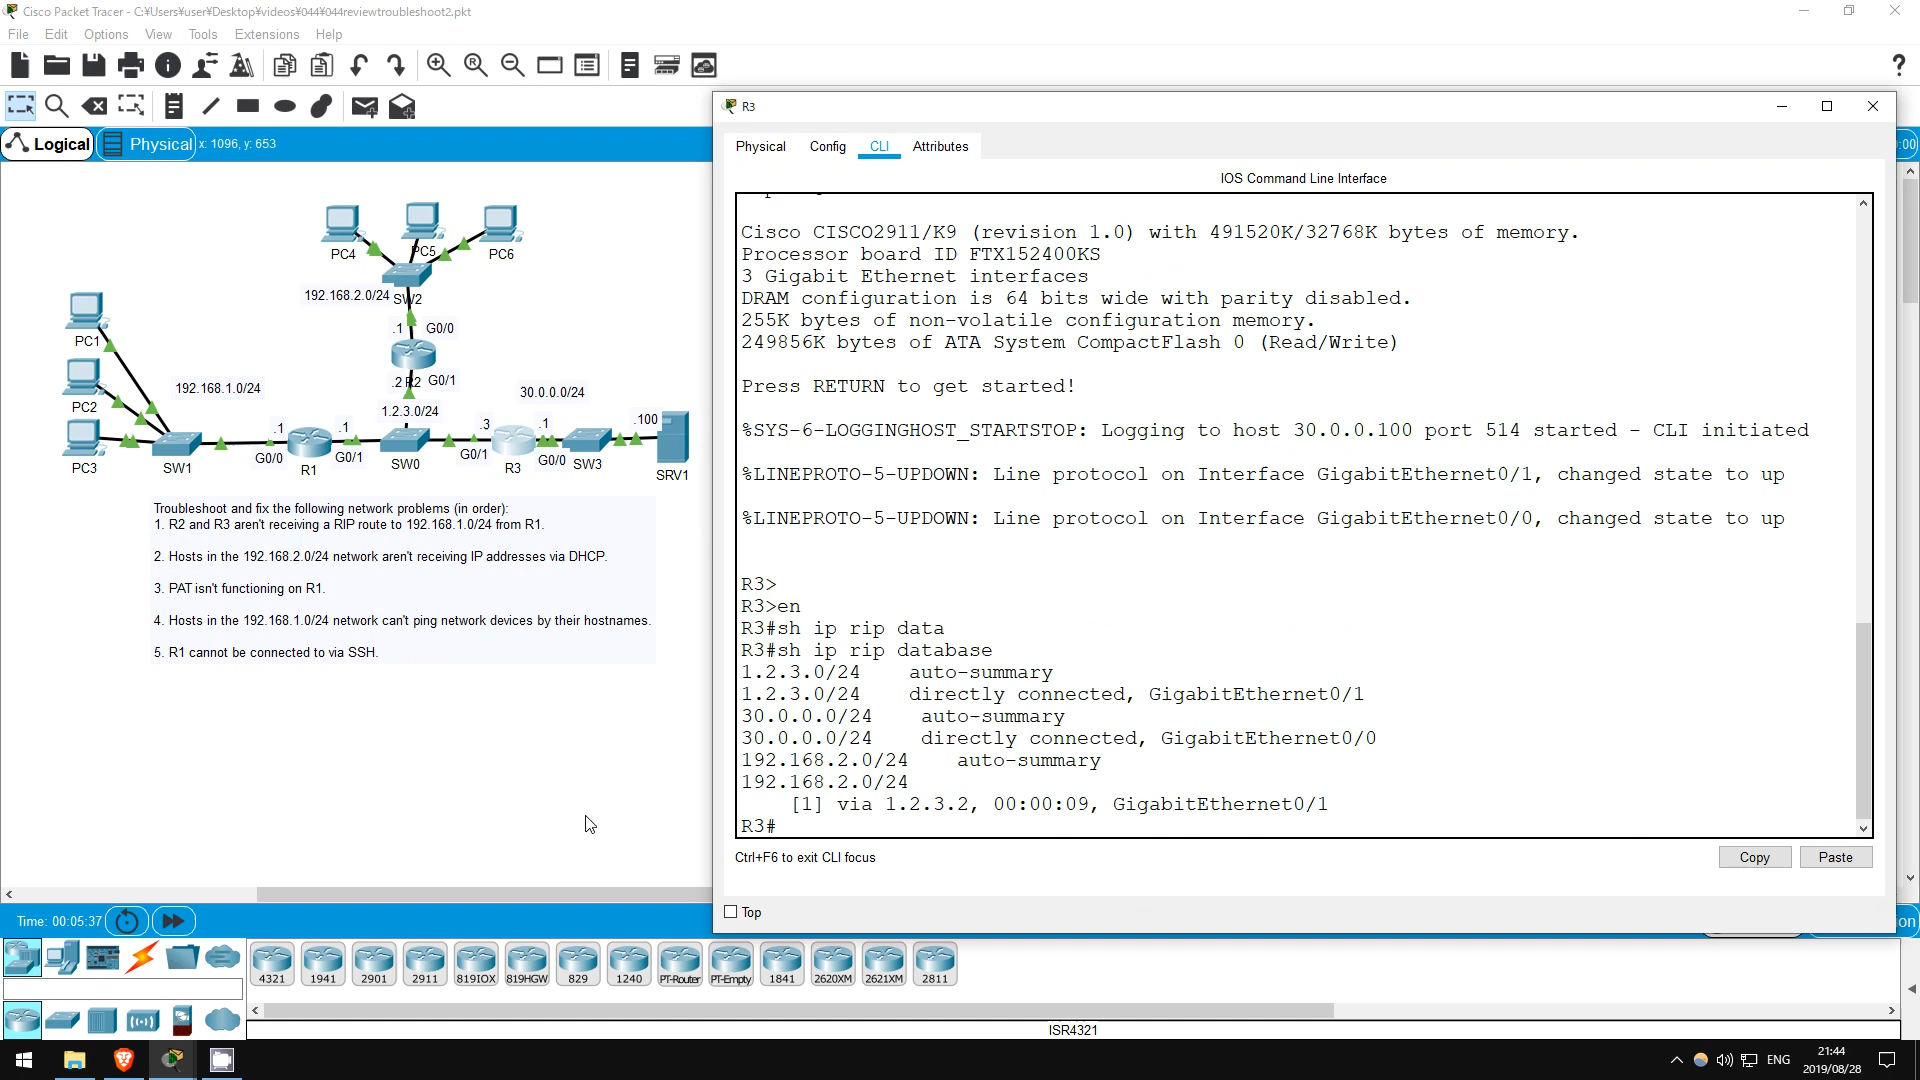 Cisco Packet Tracer - C:¥Users¥user¥Desktop¥videos¥044¥044reviewtroubleshoot2.pkt
File Edit Options View Tools Extensions Help
Logical Physical x: 1096, y: 653
PC4 PC5 PC6
192.168.2.0/24 SW2
.1 G0/0
PC1
.2 R2 G0/1
192.168.1.0/24
30.0.0.0/24
PC2
1.2.3.0/24
.1 .1 .3 .1 .100
G0/0 G0/1 G0/1 G0/0
PC3 SW1 R1 SW0 R3 SW3 SRV1
Troubleshoot and fix the following network problems (in order):
1. R2 and R3 aren't receiving a RIP route to 192.168.1.0/24 from R1.
2. Hosts in the 192.168.2.0/24 network aren't receiving IP addresses via DHCP.
3. PAT isn't functioning on R1.
4. Hosts in the 192.168.1.0/24 network can't ping network devices by their hostnames.
5. R1 cannot be connected to via SSH.
R3
Physical Config CLI Attributes
IOS Command Line Interface
Cisco CISCO2911/K9 (revision 1.0) with 491520K/32768K bytes of memory.
Processor board ID FTX152400KS
3 Gigabit Ethernet interfaces
DRAM configuration is 64 bits wide with parity disabled.
255K bytes of non-volatile configuration memory.
249856K bytes of ATA System CompactFlash 0 (Read/Write)
Press RETURN to get started!
%SYS-6-LOGGINGHOST_STARTSTOP: Logging to host 30.0.0.100 port 514 started - CLI initiated
%LINEPROTO-5-UPDOWN: Line protocol on Interface GigabitEthernet0/1, changed state to up
%LINEPROTO-5-UPDOWN: Line protocol on Interface GigabitEthernet0/0, changed state to up
R3>
R3>en
R3#sh ip rip data
R3#sh ip rip database
1.2.3.0/24 auto-summary
1.2.3.0/24 directly connected, GigabitEthernet0/1
30.0.0.0/24 auto-summary
30.0.0.0/24 directly connected, GigabitEthernet0/0
192.168.2.0/24 auto-summary
192.168.2.0/24
[1] via 1.2.3.2, 00:00:09, GigabitEthernet0/1
R3#
Ctrl+F6 to exit CLI focus
Copy Paste
Top
:00
on
Time: 00:05:37
4321 1941 2901 2911 819IOX 819HGW 829 1240 PT-Router PT-Empty 1841 2620XM 2621XM 2811
ISR4321
ENG
21:44
2019/08/28